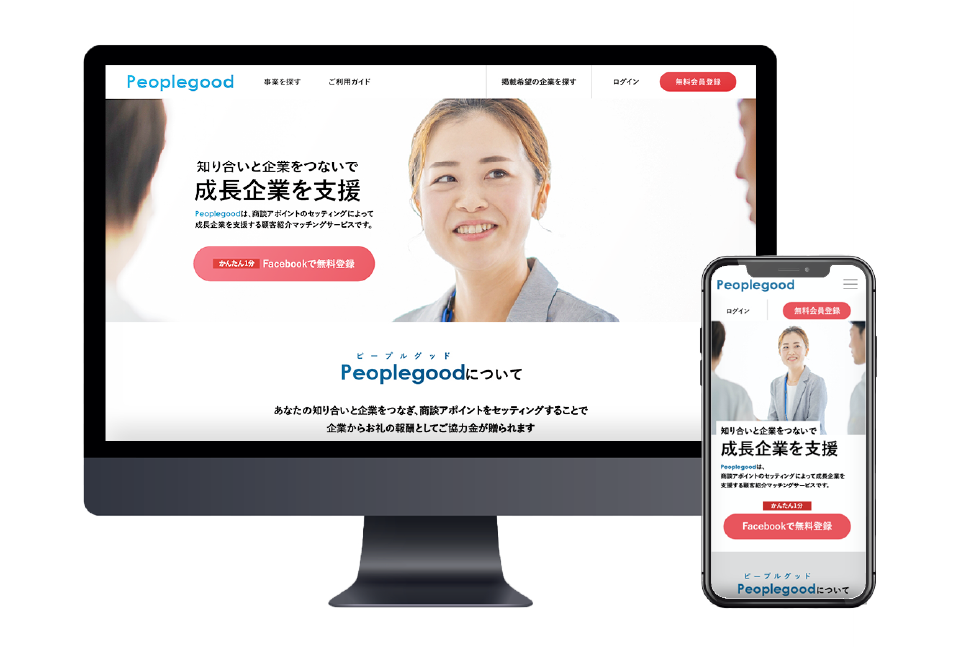 Peoplegood
事業を探す
ご利用ガイド
掲載希望の企業を探す
ログイン
無料会員登録
知り合いと企業をつないで
成長企業を支援
Peoplegoodは、商談アポイントのセッティングによって
成長企業を支援する顧客紹介マッチングサービスです。
かんたん1分 Facebookで無料登録
ピープルグッド
Peoplegoodについて
あなたの知り合いと企業をつなぎ、商談アポイントをセッティングすることで
企業からお礼の報酬としてご協力金が贈られます
Peoplegood
ログイン
無料会員登録
知り合いと企業をつないで
成長企業を支援
Peoplegoodは、
商談アポイントのセッティングによって成長企業を
支援する顧客紹介マッチングサービスです。
かんたん1分
Facebookで無料登録
ピープルグッド
Peoplegoodについて